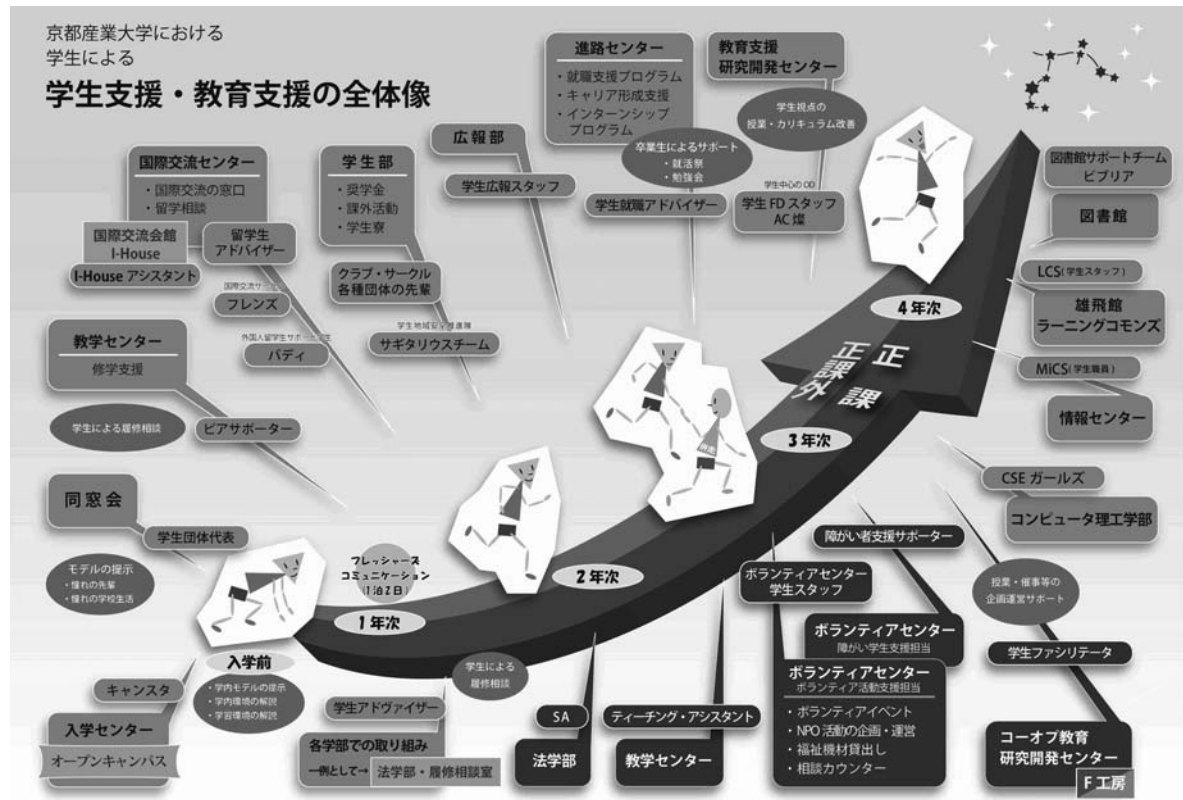 京都産業大学における
学生による
学生支援・教育支援の全体像
国際交流センター
・国際交流の窓口
・留学相談
国際交流会館
I-House
I-House アシスタント
留学生
アドバイザー
フレンズ
バディ
学生部
・奨学金
・課外活動
・学生寮
クラブ・サークル
各種団体の先輩
サギタリウスチーム
広報部
学生広報スタッフ
進路センター
・就職支援プログラム
・キャリア形成支援
・インターンシップ
プログラム
卒業生によるサポート
・就活祭
・勉強会
学生就職アドバイザー
教育支援
研究開発センター
学生視点の
授業・カリキュラム改善
学生中心の OD
学生 FD スタッフ
AC 燦
図書館サポートチーム
ビブリア
図書館
LCS(学生スタッフ)
雄飛館
ラーニングコモンズ
MiCS(学生職員)
情報センター
CSE ガールズ
コンピュータ理工学部
教学センター
修学支援
学生による履修相談
ピアサポーター
同窓会
学生団体代表
モデルの提示
・憧れの先輩
・憧れの学校生活
フレッシャーズ
コミュニケーション
(1泊2日)
入学前
1年次
2年次
3年次
4年次
正課
正課外
・学内モデルの提示
・学内環境の解説
・学習環境の解説
キャンスタ
入学センター
オープンキャンパス
学生による
履修相談
学生アドヴァイザー
各学部での取り組み
一例として→ 法学部・履修相談室
SA
法学部
ティーチング・アシスタント
教学センター
ボランティアセンター
学生スタッフ
障がい者支援サポーター
ボランティアセンター
障がい学生支援担当
ボランティアセンター
ボランティア活動支援担当
・ボランティアイベント
・NPO 活動の企画・運営
・福祉機材貸出し
・相談カウンター
授業・催事等の
企画運営サポート
学生ファシリテータ
コーオプ教育
研究開発センター
F 工房